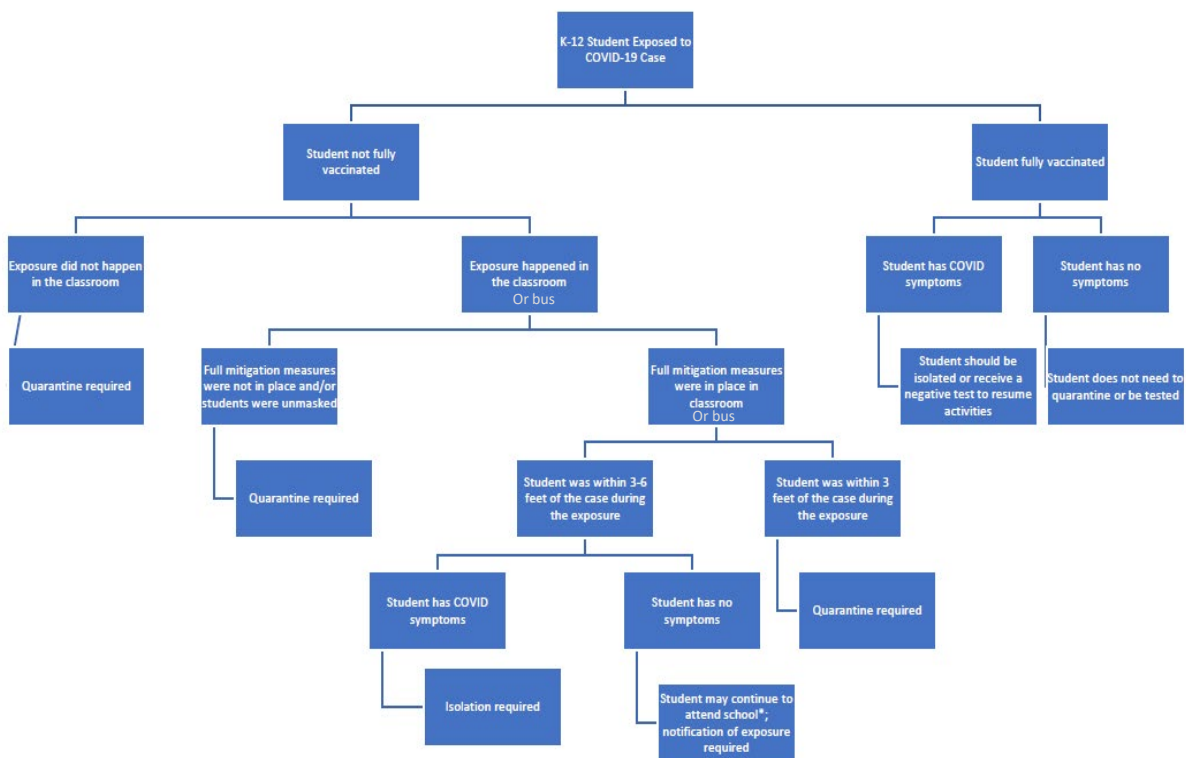 K-12 Student Exposed to
COVID-19 Case
Student not fully
vaccinated
Student fully vaccinated
Exposure did not happen
in the classroom
Exposure happened in
the classroom
Or bus
Student has COVID
symptoms
Student has no
symptoms
Quarantine required
Full mitigation measures
were not in place and/or
students were unmasked
Full mitigation measures
were in place in
classroom
Or bus
Student should be
isolated or receive a
negative test to resume
activities
Student does not need to
quarantine or be tested
Quarantine required
Student was within 3-6
feet of the case during
the exposure
Student was within 3
feet of the case during
the exposure
Student has COVID
symptoms
Student has no
symptoms
Quarantine required
Isolation required
Student may continue to
attend school*;
notification of exposure
required